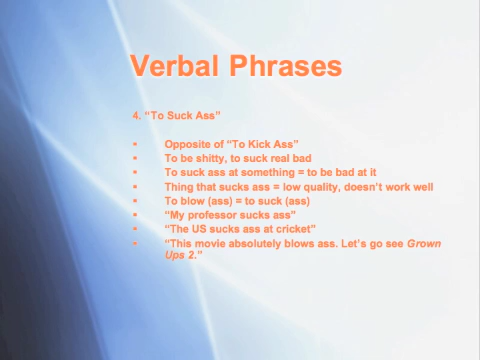 Verbal Phrases
4. “To Suck Ass”
▪ Opposite of “To Kick Ass”
▪ To be shitty, to suck real bad
▪ To suck ass at something = to be bad at it
▪ Thing that sucks ass = low quality, doesn’t work well
▪ To blow (ass) = to suck (ass)
▪ “My professor sucks ass”
▪ “The US sucks ass at cricket”
▪ “This movie absolutely blows ass. Let’s go see Grown
Ups 2.”